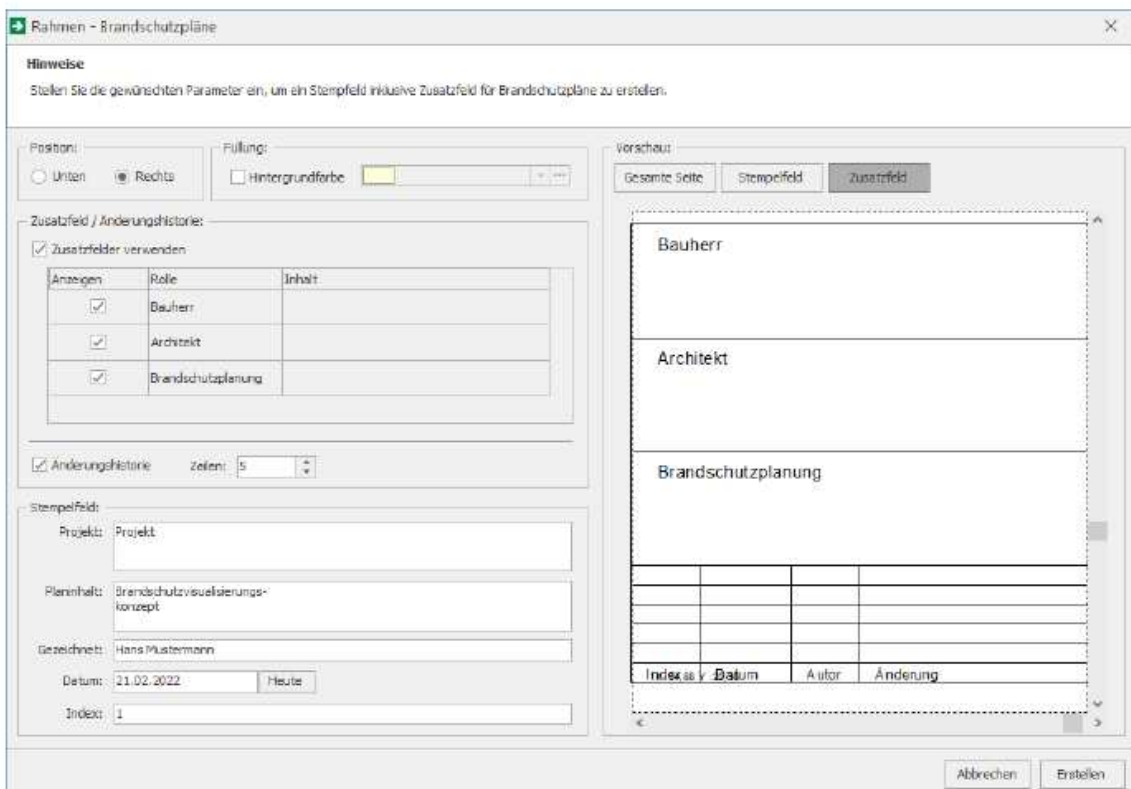 Rahmen - Brandschutzpläne
Hinweise
Stellen Sie die gewünschten Parameter ein, um ein Stempfeld inklusive Zusatzfeld für Brandschutzpläne zu erstellen.
Position:
Unten
Rechts
Füllung:
Hintergrundfarbe
Zusatzfeld / Änderungshistorie:
Zusatzfelder verwenden
Anzeigen Rolle Inhalt
Bauherr
Architekt
Brandschutzplanung
Änderungshistorie Zeilen: 5
Stempelfeld:
Projekt: Projekt
Planinhalt: Brandschutzvisualisierungs-
konzept
Gezeichnet: Hans Mustermann
Datum: 21.02.2022 Heute
Index: 1
Vorschau:
Gesamte Seite Stempelfeld Zusatzfeld
Bauherr
Architekt
Brandschutzplanung
Index Datum Autor Änderung
Abbrechen Erstellen